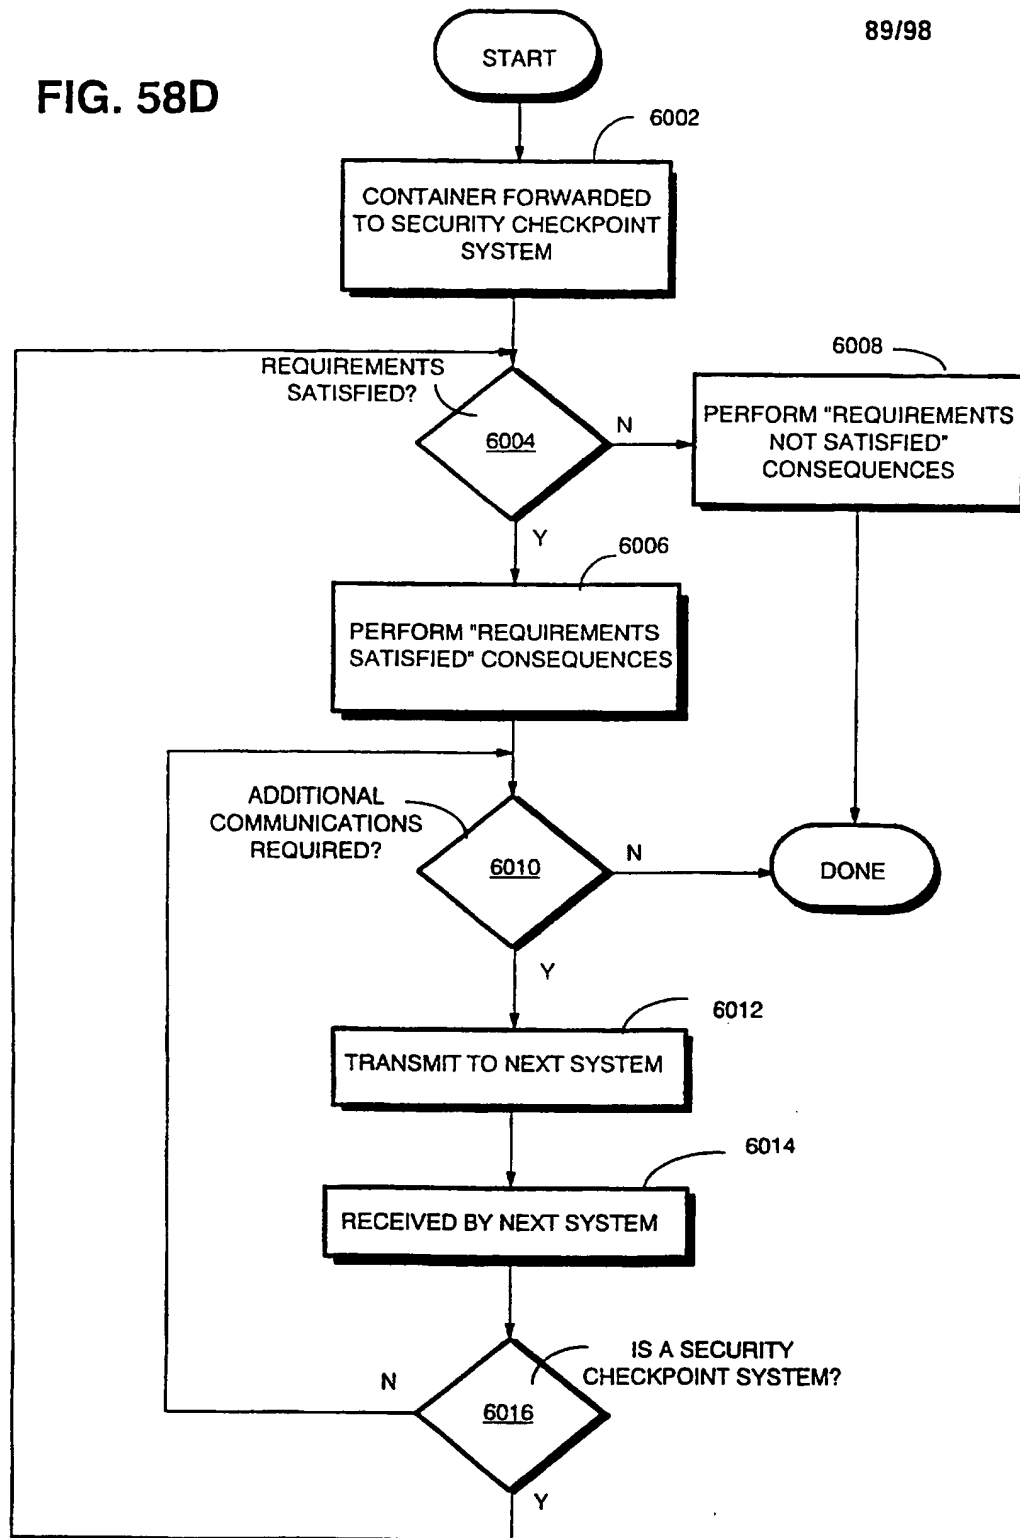 89/98
FIG. 58D
START
6002
CONTAINER FORWARDED
TO SECURITY CHECKPOINT
SYSTEM
REQUIREMENTS
SATISFIED?
6004
N
Y
6008
PERFORM "REQUIREMENTS
NOT SATISFIED"
CONSEQUENCES
6006
PERFORM "REQUIREMENTS
SATISFIED" CONSEQUENCES
ADDITIONAL
COMMUNICATIONS
REQUIRED?
6010
N
DONE
Y
6012
TRANSMIT TO NEXT SYSTEM
6014
RECEIVED BY NEXT SYSTEM
IS A SECURITY
CHECKPOINT SYSTEM?
N
6016
Y